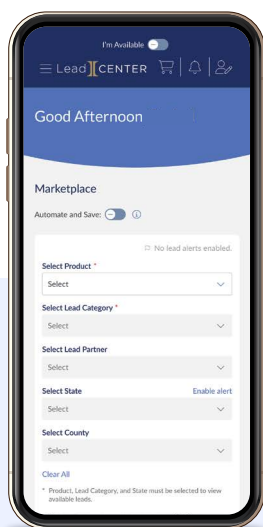 I'm Available
Lead CENTER
Good Afternoon
Marketplace
Automate and Save:
No lead alerts enabled.
Select Product *
Select
Select Lead Category *
Select
Select Lead Partner
Select
Select State Enable alert
Select
Select County
Select
Clear All
* Product, Lead Category, and State must be selected to view
available leads.